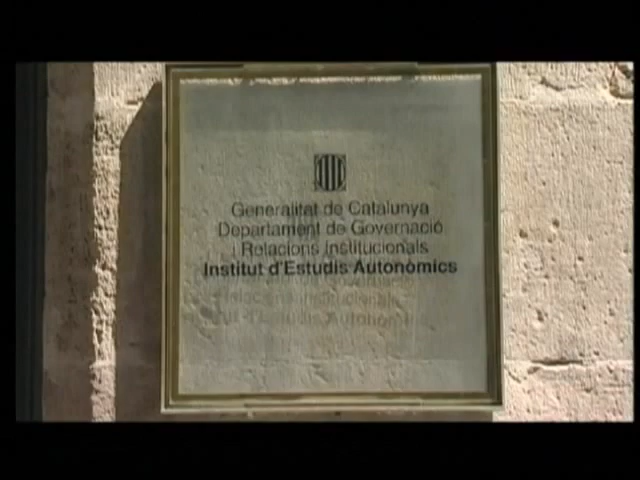 Generalitat de Catalunya
Departament de Governació
i Relacions Institucionals
Institut d'Estudis Autonòmics